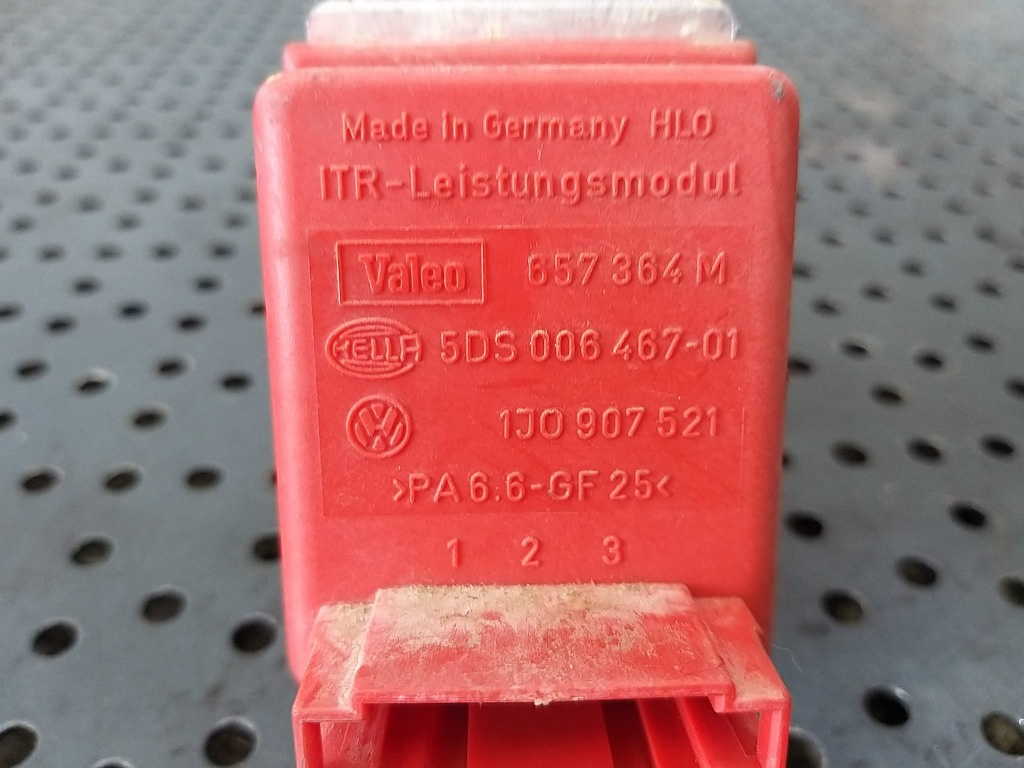 Made in Germany HLO
ITR-Leistungsmodul
Valeo 657 364 M
HELLA 5DS 006 467-01
VW 1J0 907 521
>PA 6.6-GF 25<
1 2 3